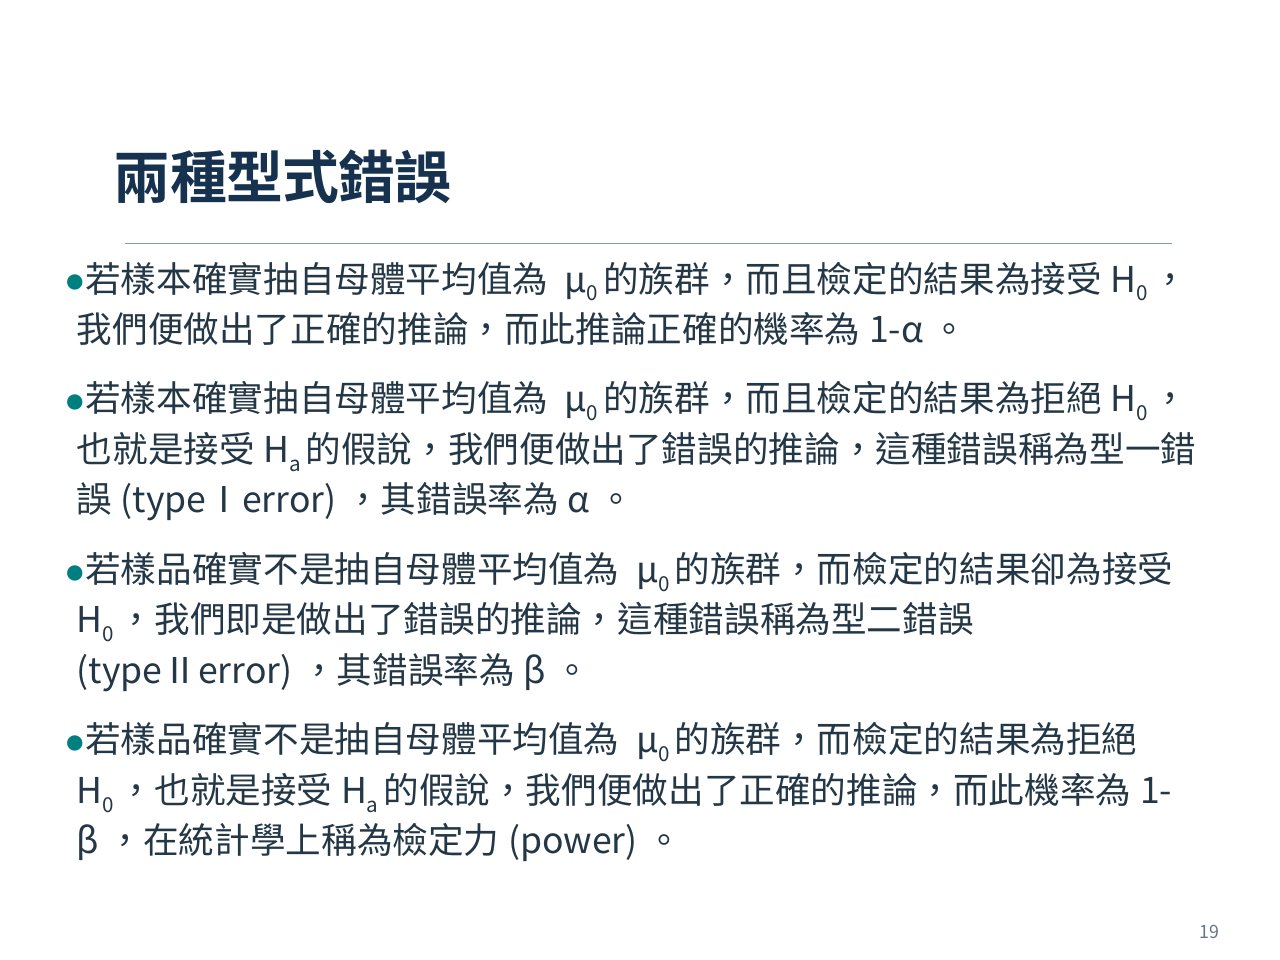 兩種型式錯誤
●若樣本確實抽自母體平均值為 μ₀的族群，而且檢定的結果為接受 H₀，
我們便做出了正確的推論，而此推論正確的機率為 1-α 。
●若樣本確實抽自母體平均值為 μ₀的族群，而且檢定的結果為拒絕 H₀，
也就是接受 Hₐ的假說，我們便做出了錯誤的推論，這種錯誤稱為型一錯
誤 (type I error) ，其錯誤率為 α 。
●若樣品確實不是抽自母體平均值為 μ₀的族群，而檢定的結果卻為接受
H₀，我們即是做出了錯誤的推論，這種錯誤稱為型二錯誤
(type II error) ，其錯誤率為 β 。
●若樣品確實不是抽自母體平均值為 μ₀的族群，而檢定的結果為拒絕
H₀，也就是接受 Hₐ的假說，我們便做出了正確的推論，而此機率為 1-
β ，在統計學上稱為檢定力 (power) 。
19